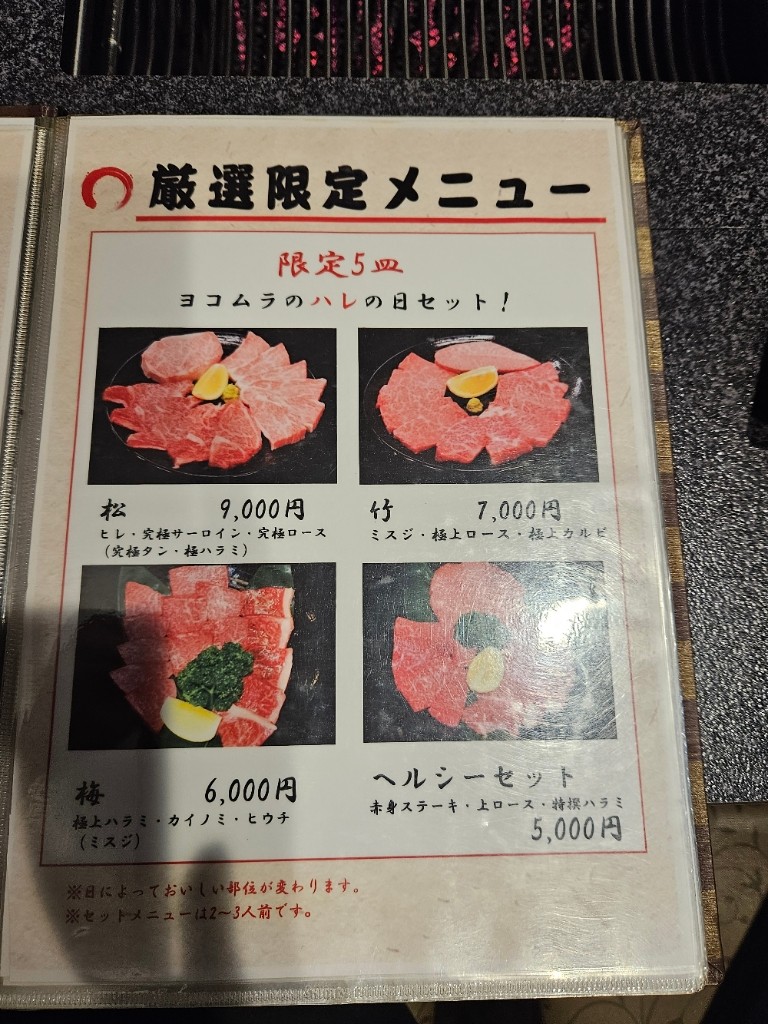 厳選限定メニュー
限定5皿
ヨコムラのハレの日セット!
松 9,000円
ヒレ・究極サーロイン・究極ロース
(究極タン・極ハラミ)
竹 7,000円
ミスジ・極上ロース・極上カルビ
梅 6,000円
極上ハラミ・カイノミ・ヒウチ
(ミスジ)
ヘルシーセット
赤身ステーキ・上ロース・特撰ハラミ
5,000円
※日によっておいしい部位が変わります。
※セットメニューは2〜3人前です。